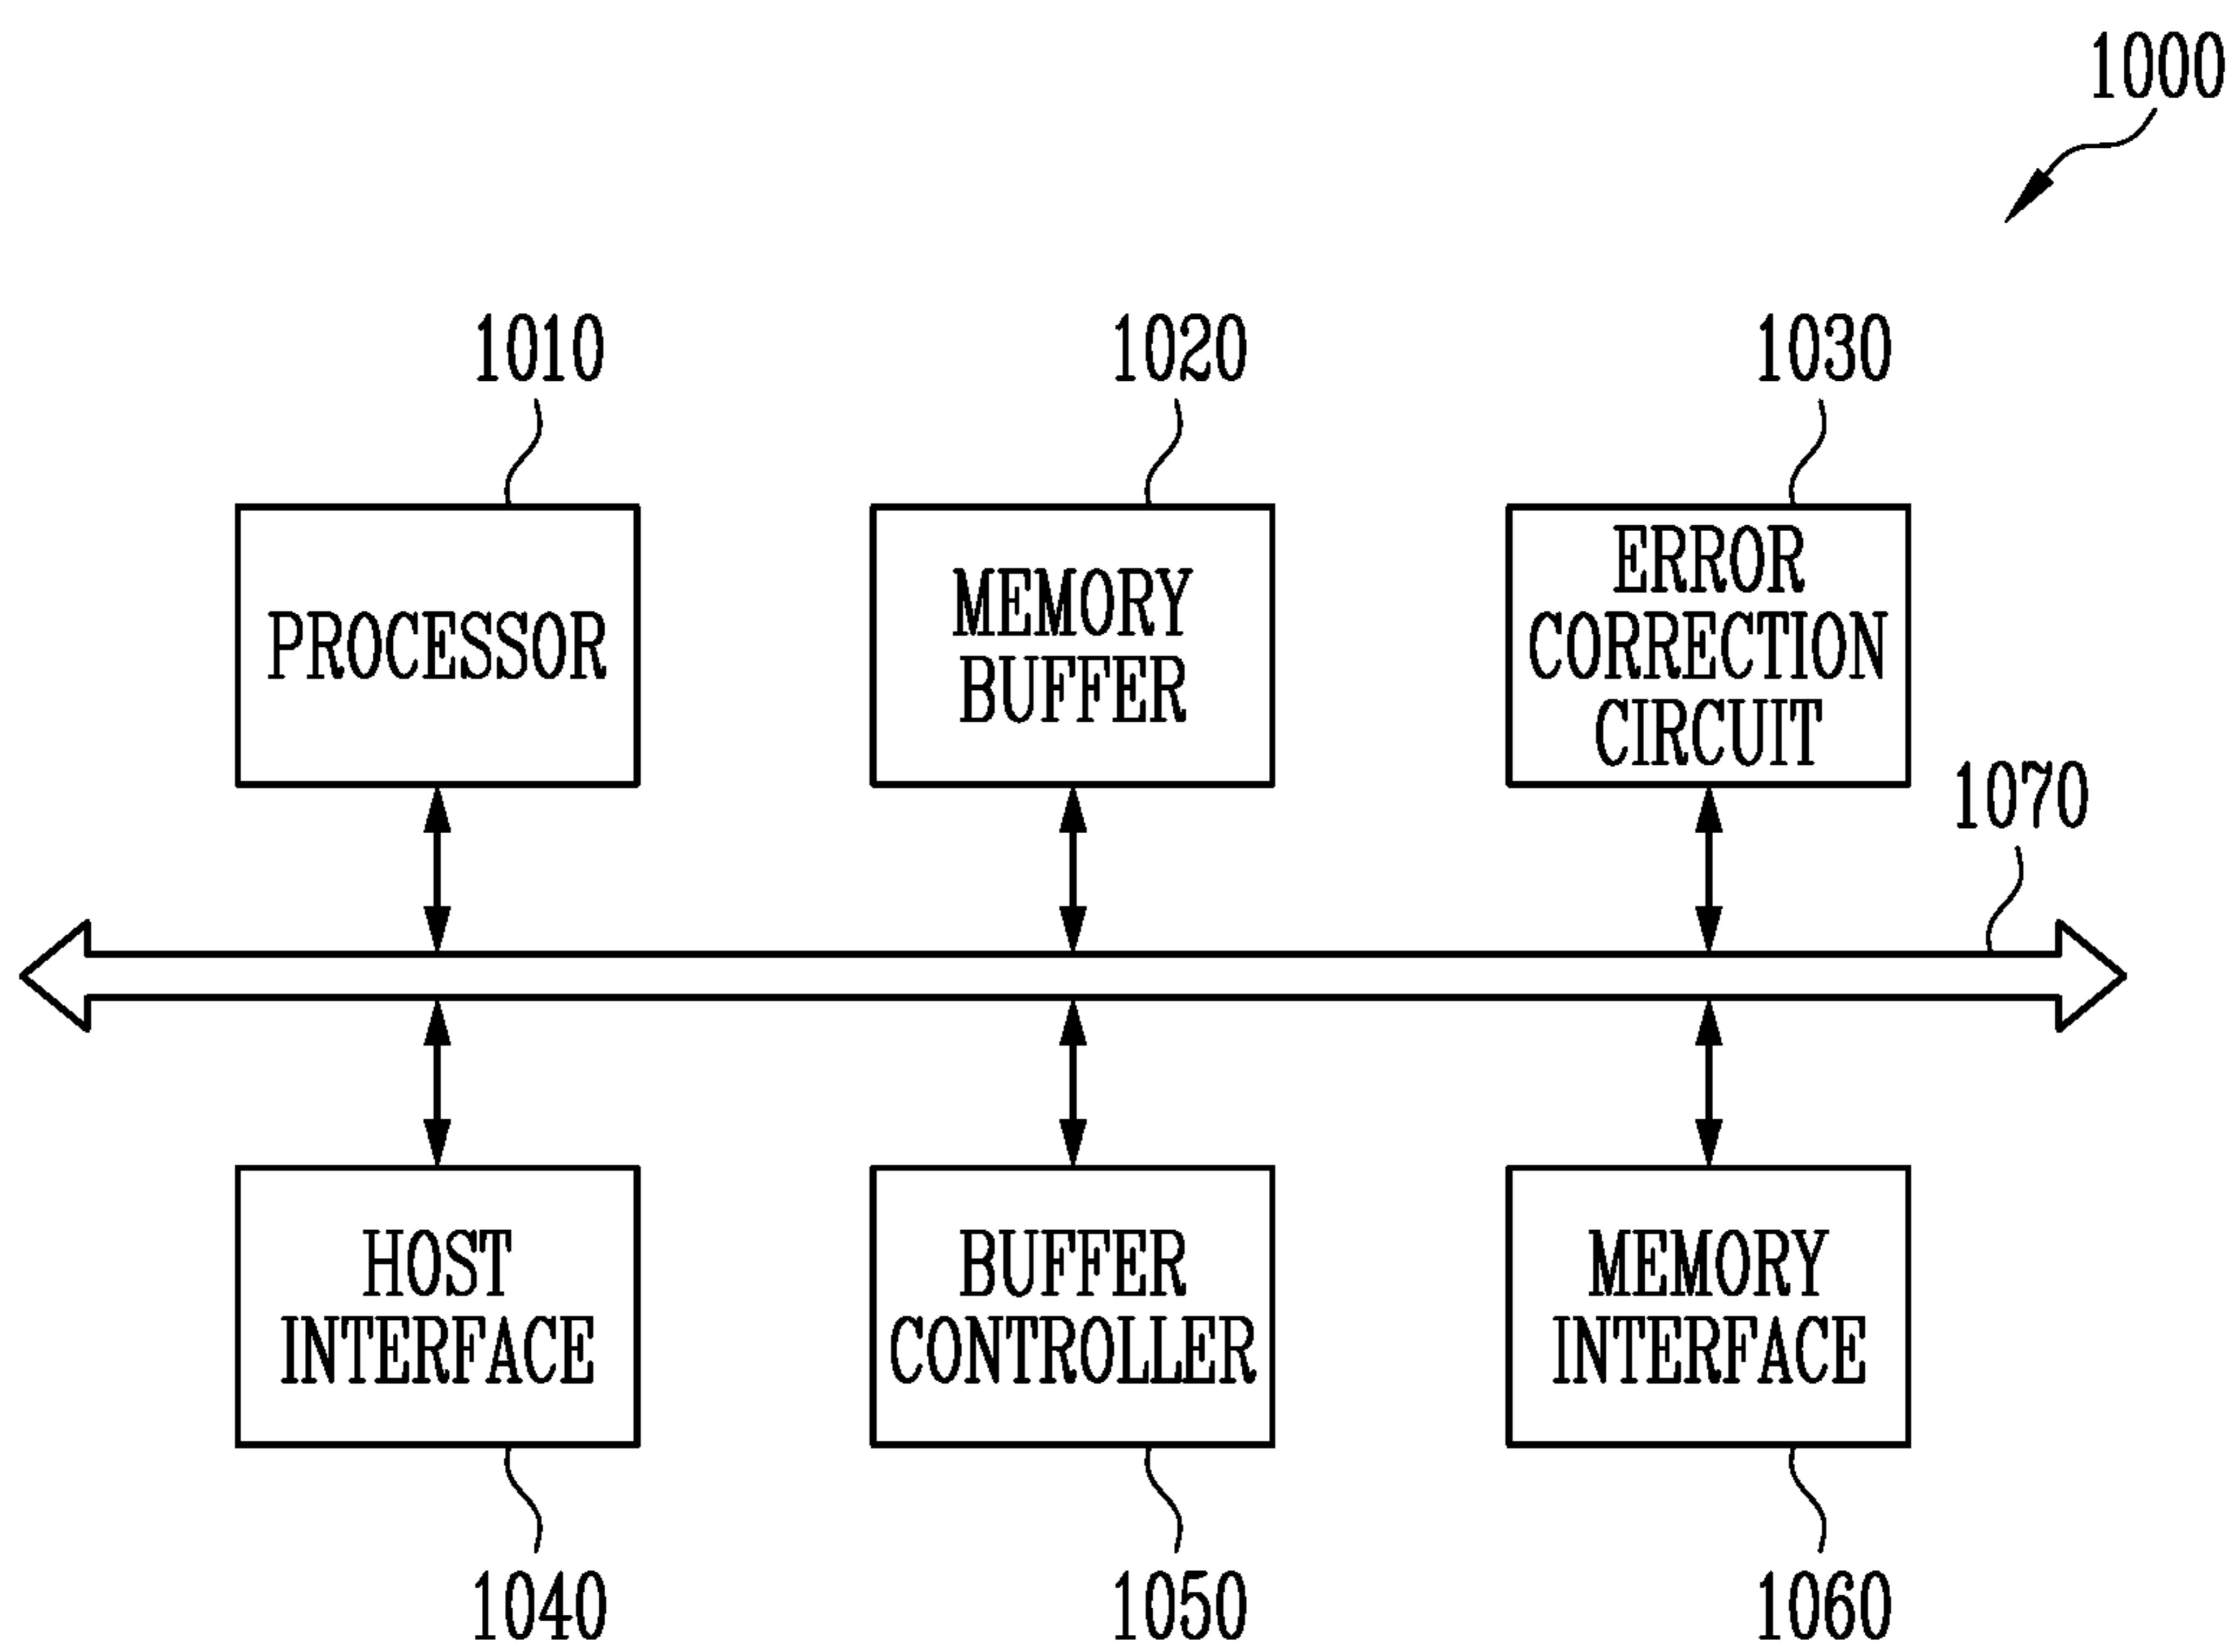 1000
1010
1020
1030
PROCESSOR
MEMORY
BUFFER
ERROR
CORRECTION
CIRCUIT
1070
HOST
INTERFACE
BUFFER
CONTROLLER
MEMORY
INTERFACE
1040
1050
1060